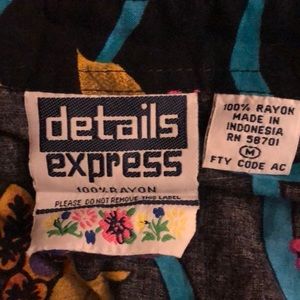 details
express
100% RAYON
PLEASE DO NOT REMOVE THIS LABEL
100% RAYON
MADE IN
INDONESIA
RN 58701
M
FTY CODE AC